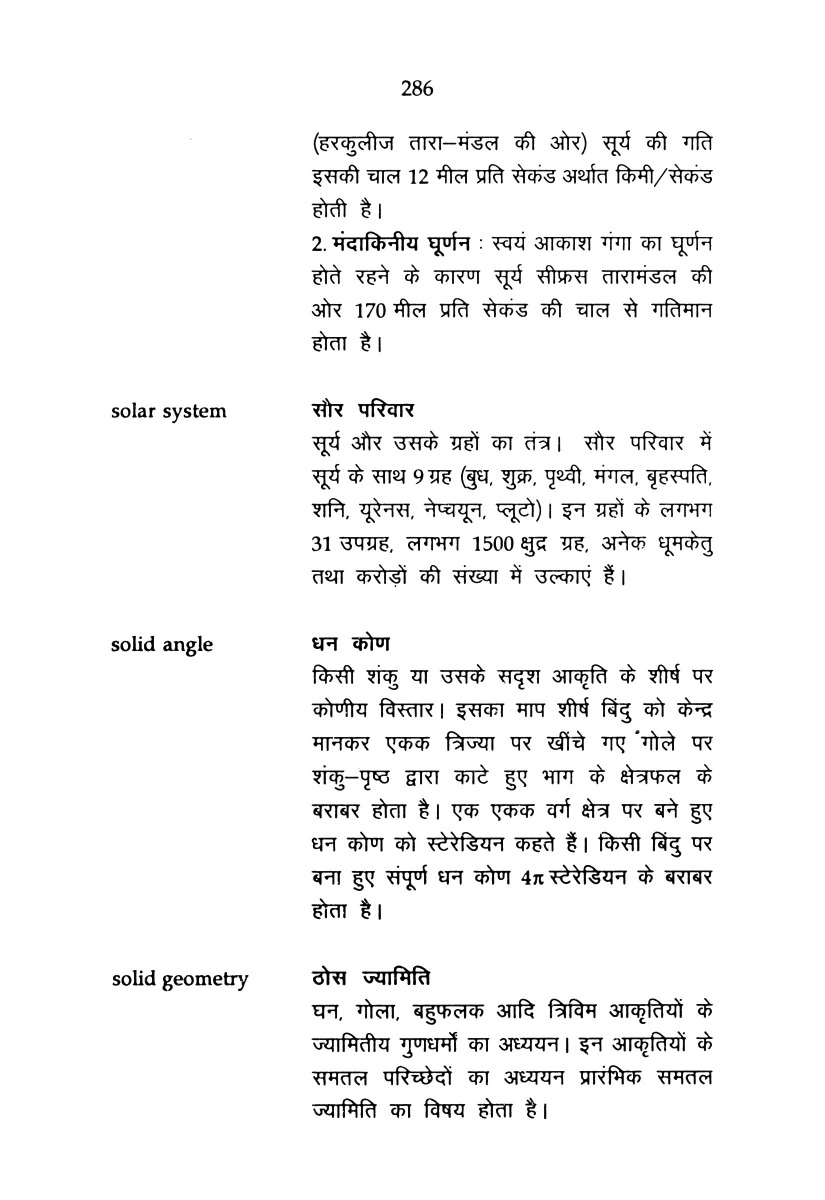 286
(हरकुलीज तारा–मंडल की ओर) सूर्य की गति
इसकी चाल 12 मील प्रति सेकंड अर्थात किमी/सेकंड
होती है।
2. मंदाकिनीय घूर्णन : स्वयं आकाश गंगा का घूर्णन
होते रहने के कारण सूर्य सीफ्रस तारामंडल की
ओर 170 मील प्रति सेकंड की चाल से गतिमान
होता है।
solar system सौर परिवार
सूर्य और उसके ग्रहों का तंत्र। सौर परिवार में
सूर्य के साथ 9 ग्रह (बुध, शुक्र, पृथ्वी, मंगल, बृहस्पति,
शनि, यूरेनस, नेप्चयून, प्लूटो)। इन ग्रहों के लगभग
31 उपग्रह, लगभग 1500 क्षुद्र ग्रह, अनेक धूमकेतु
तथा करोड़ों की संख्या में उल्काएं हैं।
solid angle धन कोण
किसी शंकु या उसके सदृश आकृति के शीर्ष पर
कोणीय विस्तार। इसका माप शीर्ष बिंदु को केन्द्र
मानकर एकक त्रिज्या पर खींचे गए गोले पर
शंकु–पृष्ठ द्वारा काटे हुए भाग के क्षेत्रफल के
बराबर होता है। एक एकक वर्ग क्षेत्र पर बने हुए
धन कोण को स्टेरेडियन कहते हैं। किसी बिंदु पर
बना हुए संपूर्ण धन कोण 4π स्टेरेडियन के बराबर
होता है।
solid geometry ठोस ज्यामिति
घन, गोला, बहुफलक आदि त्रिविम आकृतियों के
ज्यामितीय गुणधर्मों का अध्ययन। इन आकृतियों के
समतल परिच्छेदों का अध्ययन प्रारंभिक समतल
ज्यामिति का विषय होता है।